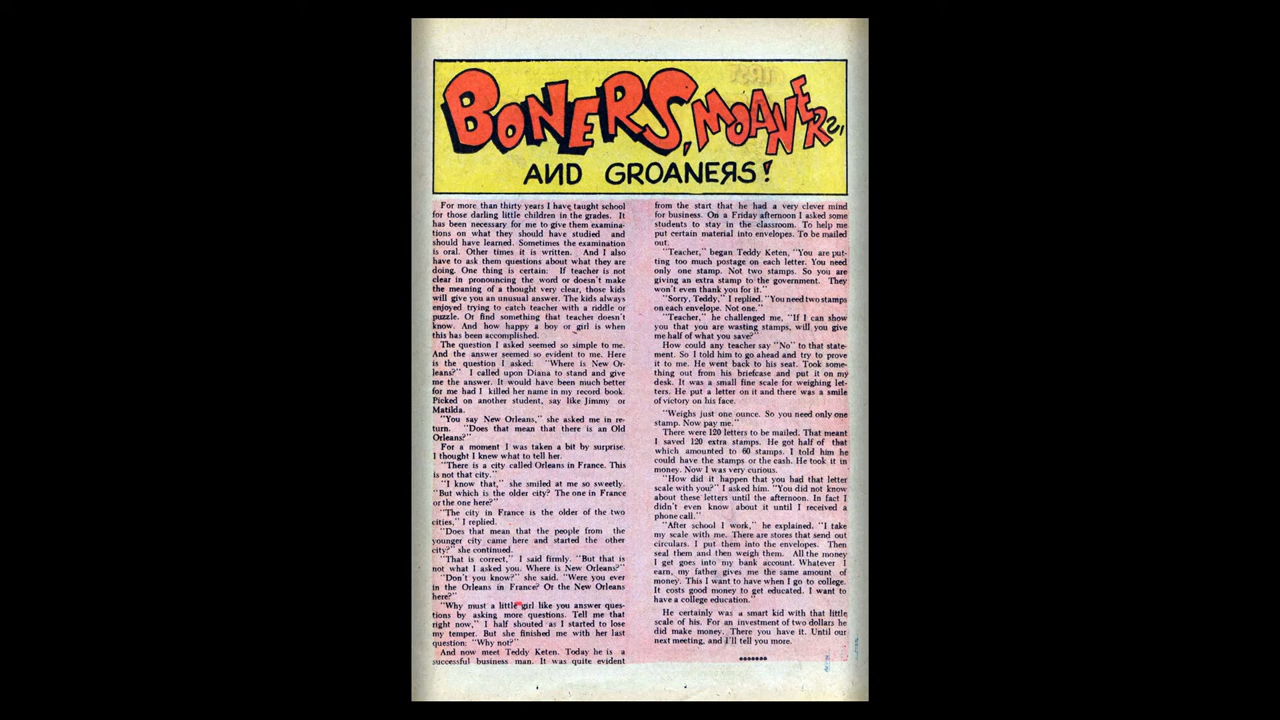 BONERS, MOANERS,
AND GROANERS!
For more than thirty years I have taught school
for those darling little children in the grades. It
has been necessary for me to give them examina-
tions on what they should have studied and
should have learned. Sometimes the examination
is oral. Other times it is written. And I also
have to ask them questions about what they are
doing. One thing is certain: If teacher is not
clear in pronouncing the word or doesn't make
the meaning of a thought very clear, those kids
will give you an unusual answer. The kids always
enjoyed trying to catch teacher with a riddle or
puzzle. Or find something that teacher doesn't
know. And how happy a boy or girl is when
this has been accomplished.
The question I asked seemed so simple to me.
And the answer seemed so evident to me. Here
is the question I asked: "Where is New Or-
leans?" I called upon Diana to stand and give
me the answer. It would have been much better
for me had I killed her name in my record book.
Picked on another student, say like Jimmy or
Matilda.
"You say New Orleans," she asked me in re-
turn. "Does that mean that there is an Old
Orleans?"
For a moment I was taken a bit by surprise.
I thought I knew what to tell her.
"There is a city called Orleans in France. This
is not that city."
"I know that," she smiled at me so sweetly.
"But which is the older city? The one in France
or the one here?"
"The city in France is the older of the two
cities," I replied.
"Does that mean that the people from the
younger city came here and started the other
city?" she continued.
"That is correct," I said firmly. "But that is
not what I asked you. Where is New Orleans?"
"Don't you know?" she said. "Were you ever
in the Orleans in France? Or the New Orleans
here?"
"Why must a little girl like you answer ques-
tions by asking more questions. Tell me that
right now," I half shouted as I started to lose
my temper. But she finished me with her last
question: "Why not?"
And now meet Teddy Keten. Today he is a
successful business man. It was quite evident
from the start that he had a very clever mind
for business. On a Friday afternoon I asked some
students to stay in the classroom. To help me
put certain material into envelopes. To be mailed
out.
"Teacher," began Teddy Keten, "You are put-
ting too much postage on each letter. You need
only one stamp. Not two stamps. So you are
giving an extra stamp to the government. They
won't even thank you for it."
"Sorry, Teddy," I replied. "You need two stamps
on each envelope. Not one."
"Teacher," he challenged me, "If I can show
you that you are wasting stamps, will you give
me half of what you save?"
How could any teacher say "No" to that state-
ment. So I told him to go ahead and try to prove
it to me. He went back to his seat. Took some-
thing out from his briefcase and put it on my
desk. It was a small fine scale for weighing let-
ters. He put a letter on it and there was a smile
of victory on his face.
"Weighs just one ounce. So you need only one
stamp. Now pay me."
There were 120 letters to be mailed. That meant
I saved 120 extra stamps. He got half of that
which amounted to 60 stamps. I told him he
could have the stamps or the cash. He took it in
money. Now I was very curious.
"How did it happen that you had that letter
scale with you?" I asked him. "You did not know
about these letters until the afternoon. In fact I
didn't even know about it until I received a
phone call."
"After school I work," he explained. "I take
my scale with me. There are stores that send out
circulars. I put them into the envelopes. Then
seal them and then weigh them. All the money
I get goes into my bank account. Whatever I
earn, my father gives me the same amount of
money. This I want to have when I go to college.
It costs good money to get educated. I want to
have a college education."
He certainly was a smart kid with that little
scale of his. For an investment of two dollars he
did make money. There you have it. Until our
next meeting, and I'll tell you more.